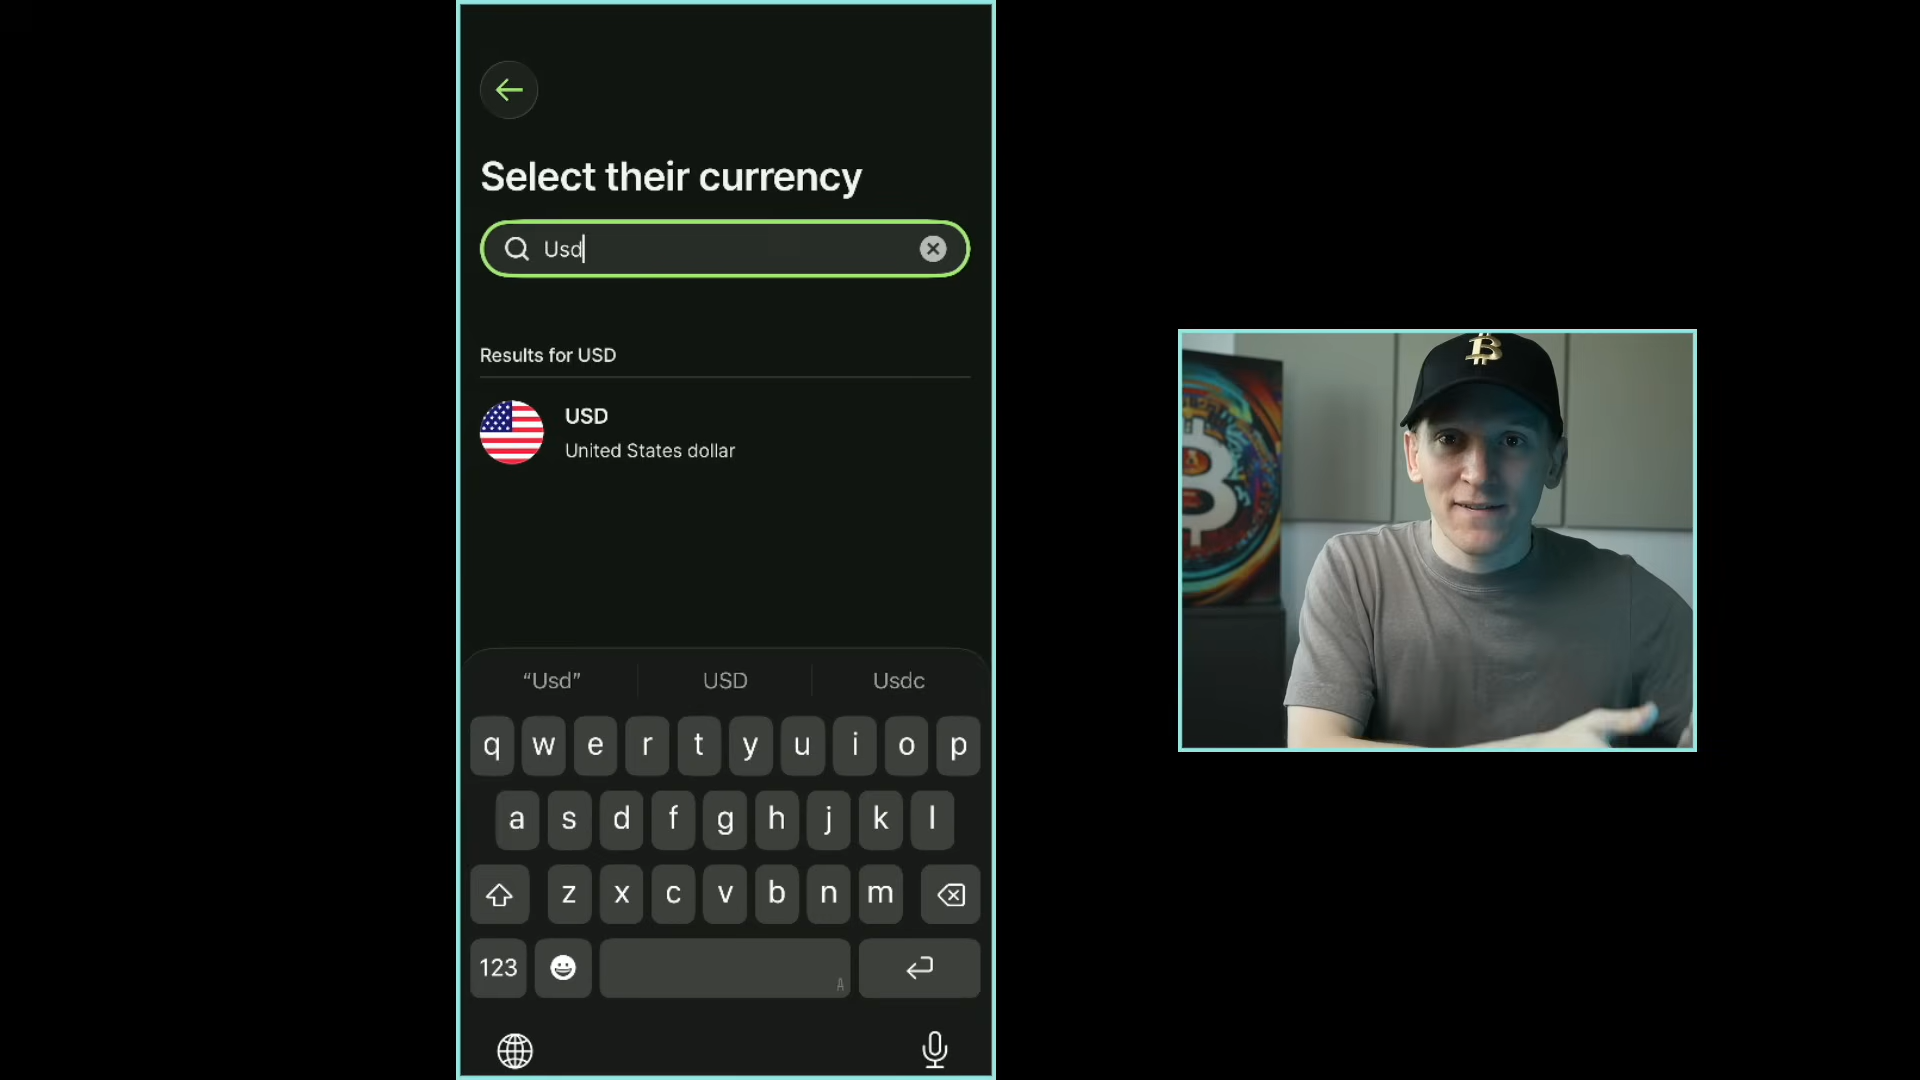 Select their currency
Usd
Results for USD
USD
United States dollar
“Usd” USD Usdc
q w e r t y u i o p
a s d f g h j k l
z x c v b n m
123
A